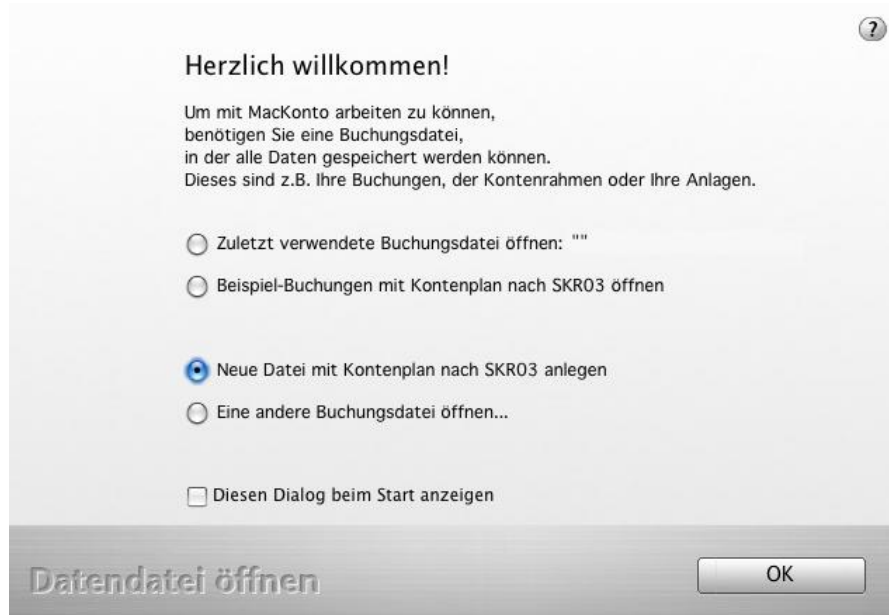 ?
Herzlich willkommen!
Um mit MacKonto arbeiten zu können,
benötigen Sie eine Buchungsdatei,
in der alle Daten gespeichert werden können.
Dieses sind z.B. Ihre Buchungen, der Kontenrahmen oder Ihre Anlagen.
Zuletzt verwendete Buchungsdatei öffnen: ""
Beispiel-Buchungen mit Kontenplan nach SKR03 öffnen
Neue Datei mit Kontenplan nach SKR03 anlegen
Eine andere Buchungsdatei öffnen...
Diesen Dialog beim Start anzeigen
Datendatei öffnen
OK